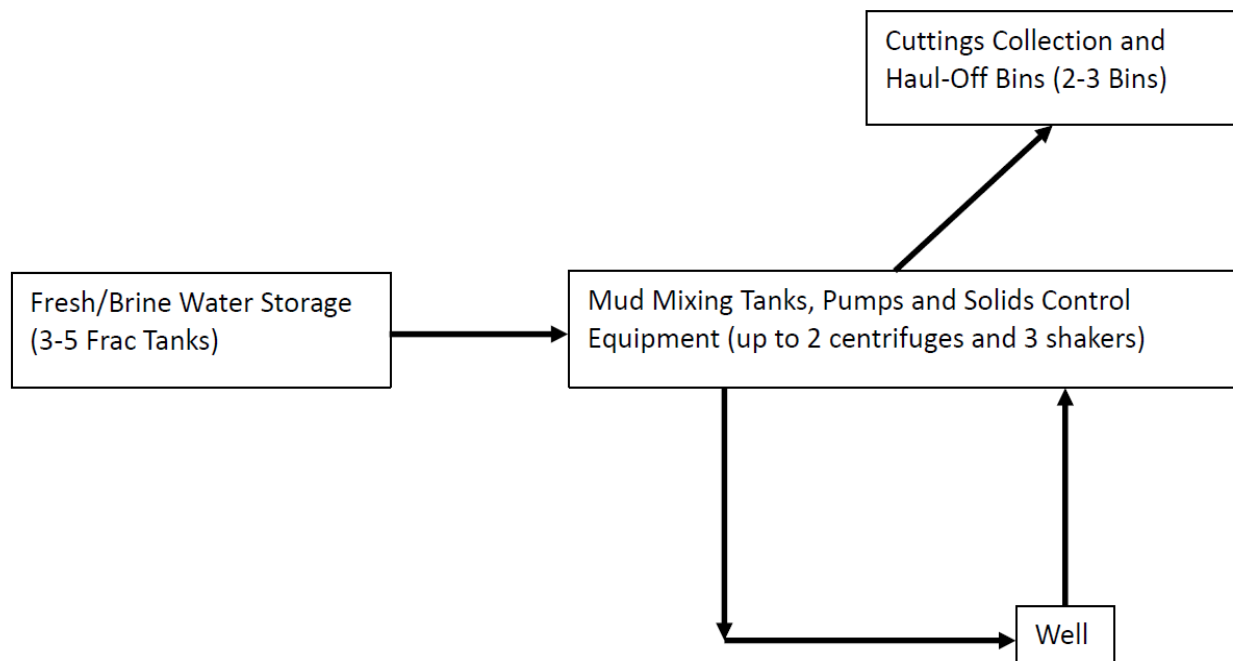 Cuttings Collection and
Haul-Off Bins (2-3 Bins)
Fresh/Brine Water Storage
(3-5 Frac Tanks)
Mud Mixing Tanks, Pumps and Solids Control
Equipment (up to 2 centrifuges and 3 shakers)
Well